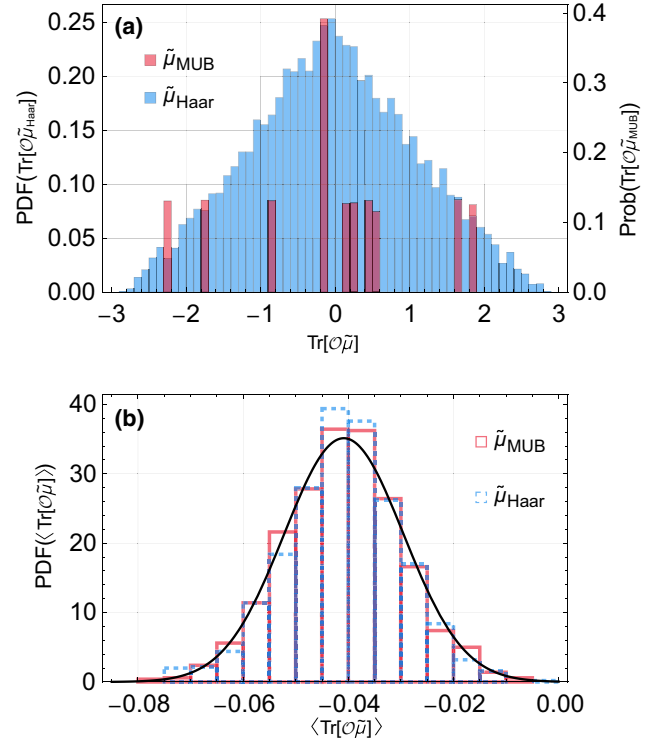 (a)
μ̃MUB
μ̃Haar
PDF(Tr[𝒪μ̃Haar])
Prob(Tr[𝒪μ̃MUB])
0.25
0.20
0.15
0.10
0.05
0.00
0.4
0.3
0.2
0.1
0.0
−3 −2 −1 0 1 2 3
Tr[𝒪μ̃]
(b)
μ̃MUB
μ̃Haar
PDF(⟨Tr[𝒪μ̃]⟩)
40
30
20
10
0
−0.08 −0.06 −0.04 −0.02 0.00
⟨Tr[𝒪μ̃]⟩